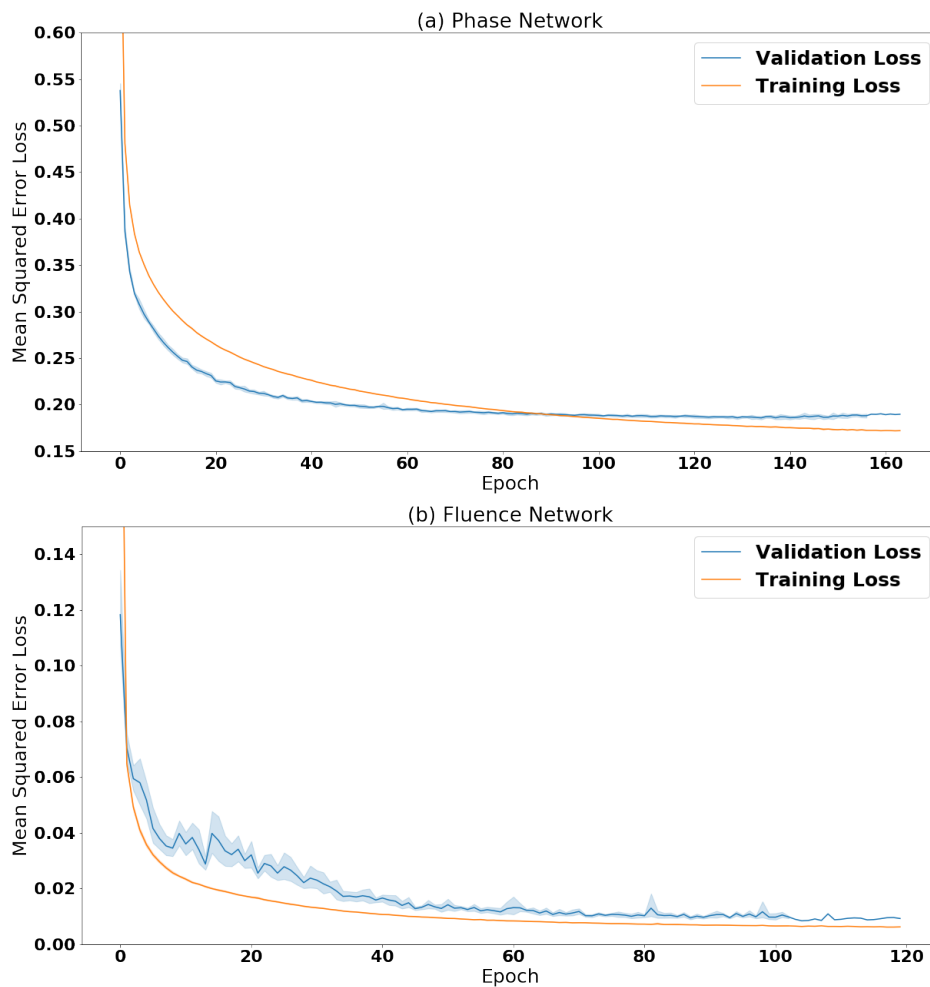 (a) Phase Network
0.60
0.55
0.50
0.45
0.40
0.35
0.30
0.25
0.20
0.15
Mean Squared Error Loss
Validation Loss
Training Loss
0 20 40 60 80 100 120 140 160
Epoch
(b) Fluence Network
0.14
0.12
0.10
0.08
0.06
0.04
0.02
0.00
Mean Squared Error Loss
Validation Loss
Training Loss
0 20 40 60 80 100 120
Epoch